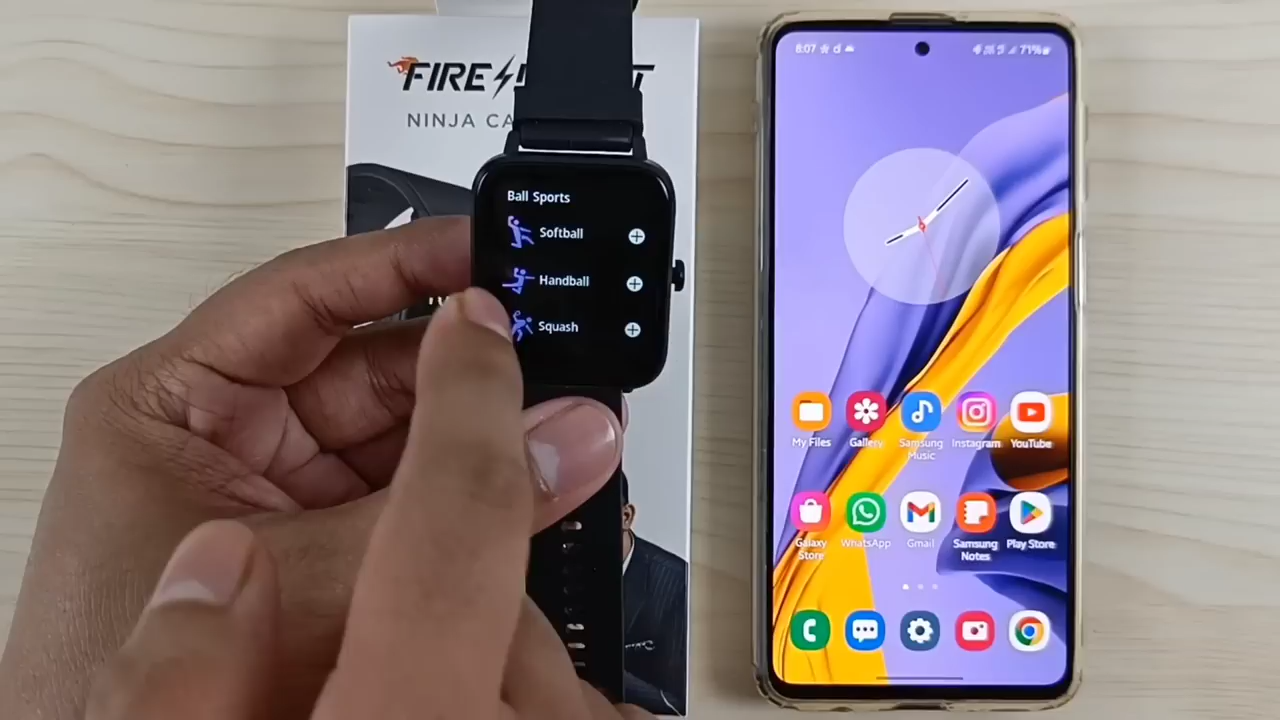 FIRE
NINJA CA
Ball Sports
Softball
Handball
Squash
8:07
71%
My Files
Gallery
Samsung Music
Instagram
YouTube
Galaxy Store
WhatsApp
Gmail
Samsung Notes
Play Store